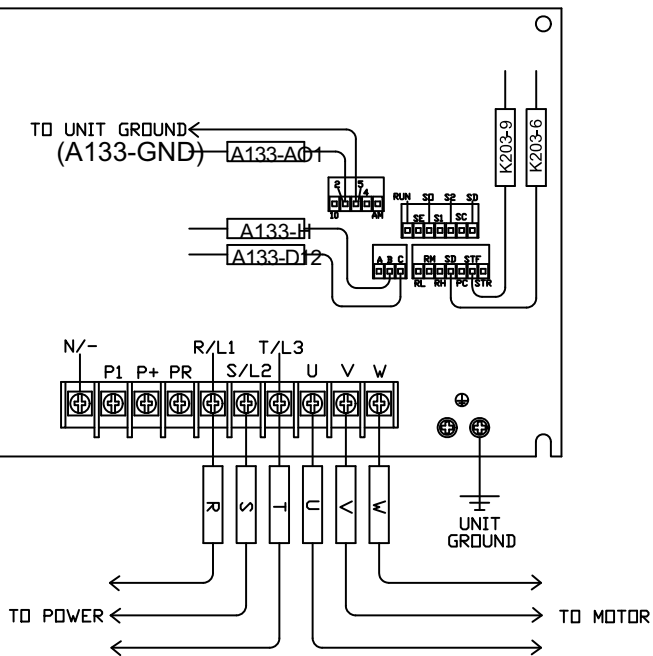 TO UNIT GROUND
(A133-GND)
A133-AO1
K203-9
K203-6
2 5
4
10 AM
RUN SO S2 SD
SE S1 SC
A133-H
A133-D12
A B C
RM SD STF
RL RH PC STR
N/- R/L1 T/L3
P1 P+ PR S/L2 U V W
R S T U V W
UNIT
GROUND
TO POWER
TO MOTOR